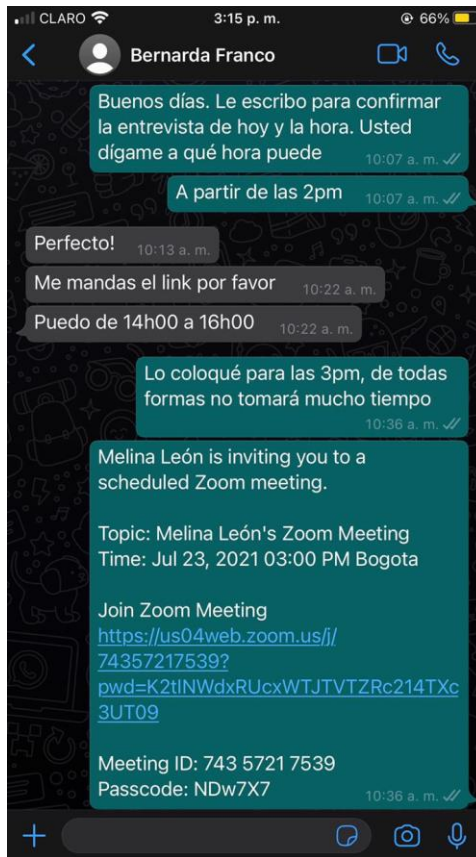 CLARO 3:15 p. m. 66%
Bernarda Franco
Buenos días. Le escribo para confirmar
la entrevista de hoy y la hora. Usted
dígame a qué hora puede 10:07 a. m.
A partir de las 2pm 10:07 a. m.
Perfecto! 10:13 a. m.
Me mandas el link por favor 10:22 a. m.
Puedo de 14h00 a 16h00 10:22 a. m.
Lo coloqué para las 3pm, de todas
formas no tomará mucho tiempo
10:36 a. m.
Melina León is inviting you to a
scheduled Zoom meeting.
Topic: Melina León's Zoom Meeting
Time: Jul 23, 2021 03:00 PM Bogota
Join Zoom Meeting
https://us04web.zoom.us/j/
74357217539?
pwd=K2tINWdxRUcxWTJTVTZRc214TXc
3UT09
Meeting ID: 743 5721 7539
Passcode: NDw7X7 10:36 a. m.